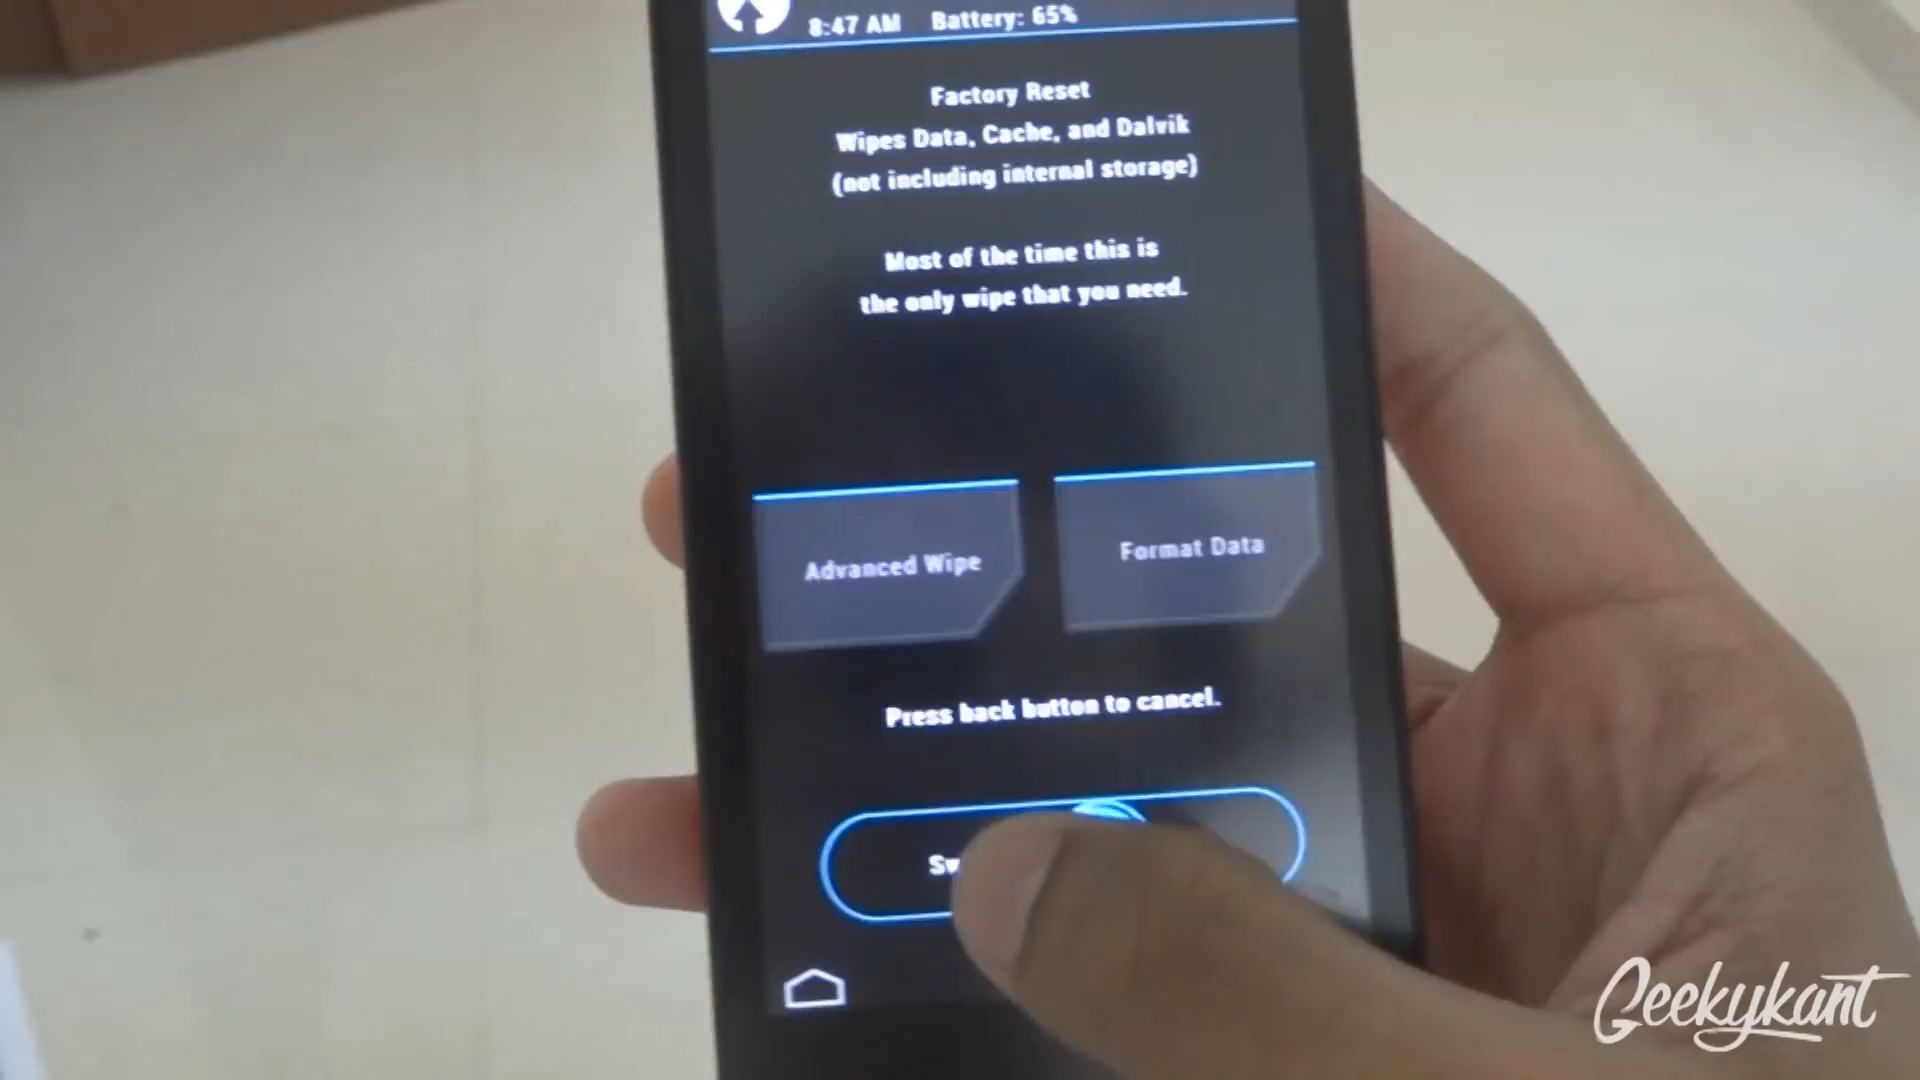 8:47 AM Battery: 65%
Factory Reset
Wipes Data, Cache, and Dalvik
(not including internal storage)
Most of the time this is
the only wipe that you need.
Advanced Wipe
Format Data
Press back button to cancel.
Geekykant